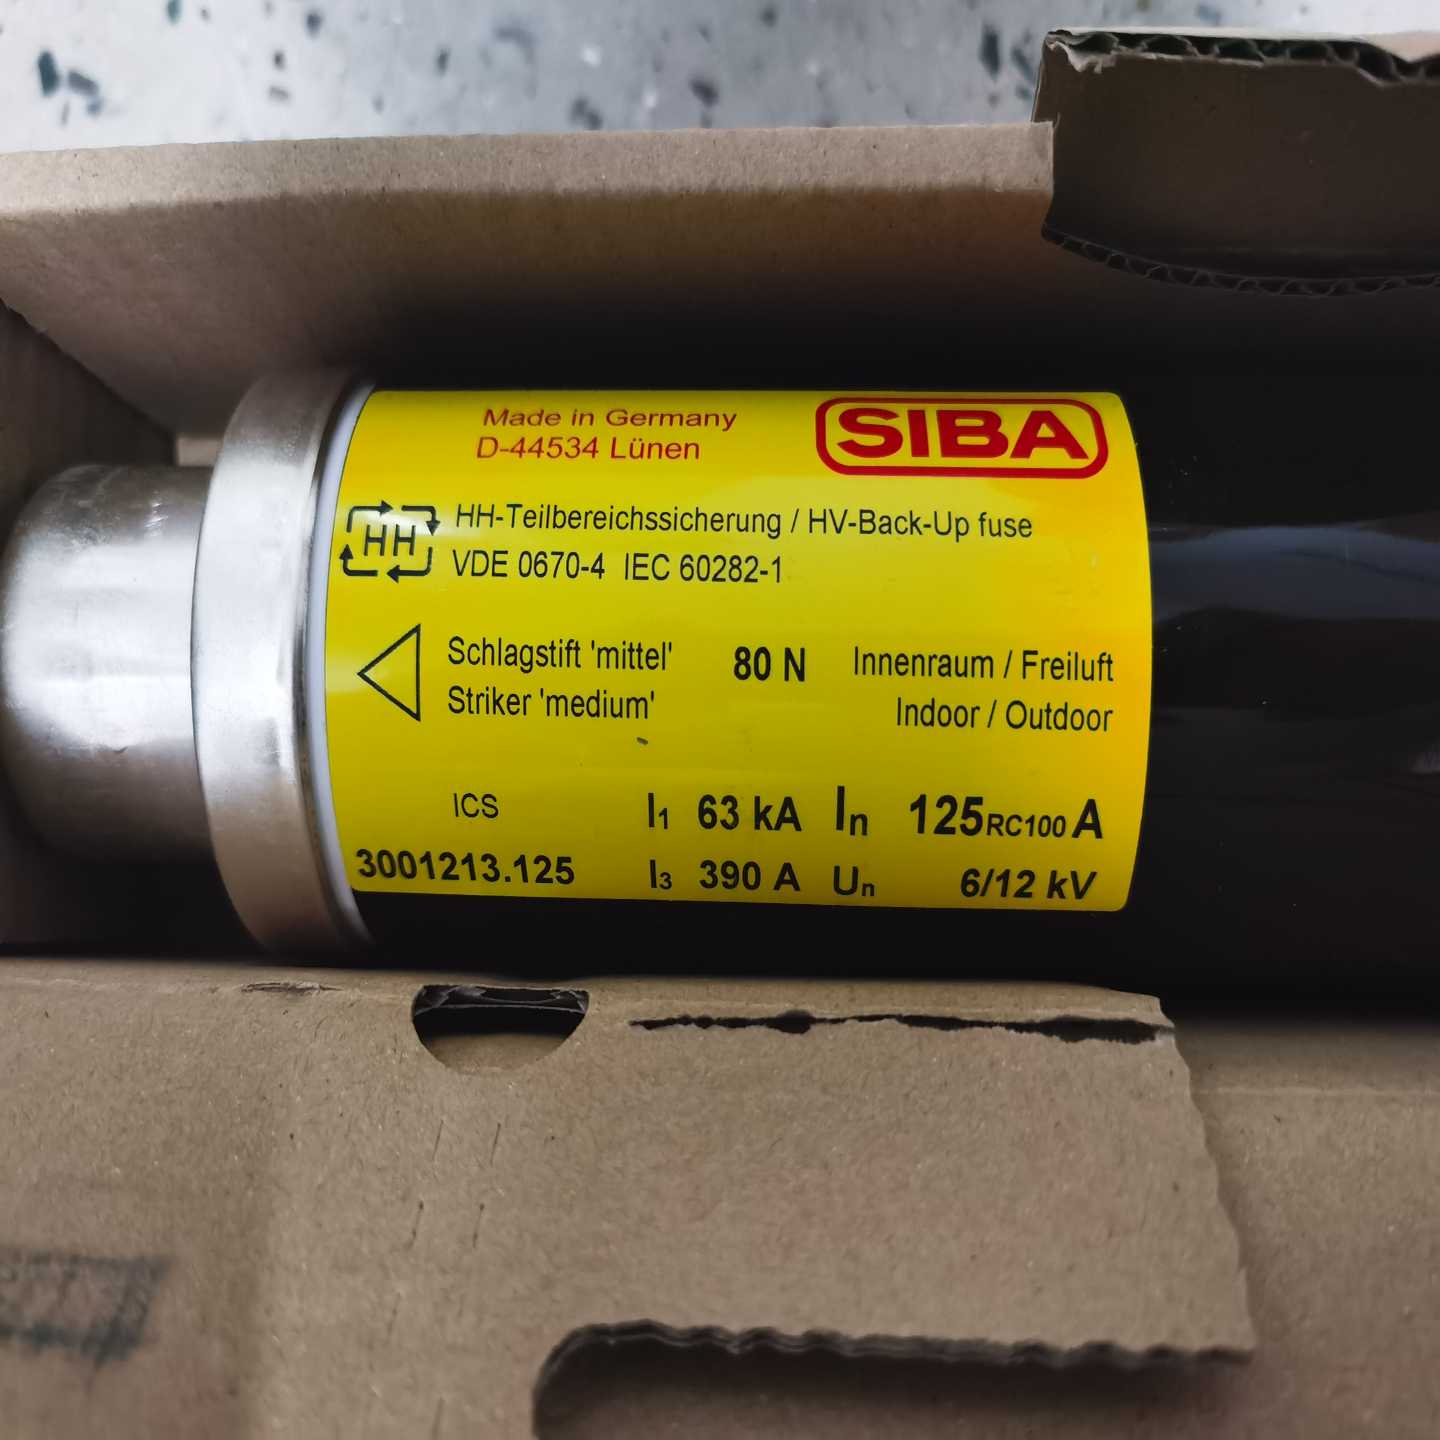 Made in Germany
D-44534 Lünen
SIBA
HH
HH-Teilbereichssicherung / HV-Back-Up fuse
VDE 0670-4 IEC 60282-1
Schlagstift 'mittel' 80 N Innenraum / Freiluft
Striker 'medium' Indoor / Outdoor
ICS I1 63 kA In 125RC100 A
3001213.125 I3 390 A Un 6/12 kV